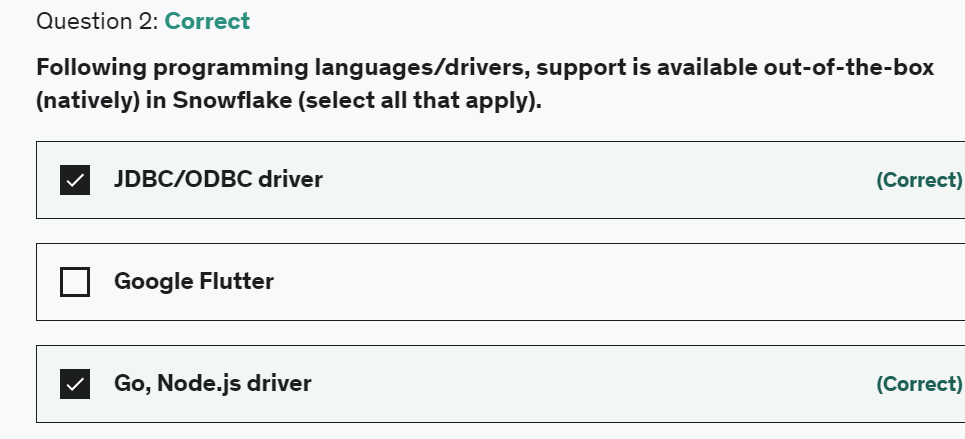 Question 2: Correct
Following programming languages/drivers, support is available out-of-the-box
(natively) in Snowflake (select all that apply).
JDBC/ODBC driver (Correct)
Google Flutter
Go, Node.js driver (Correct)